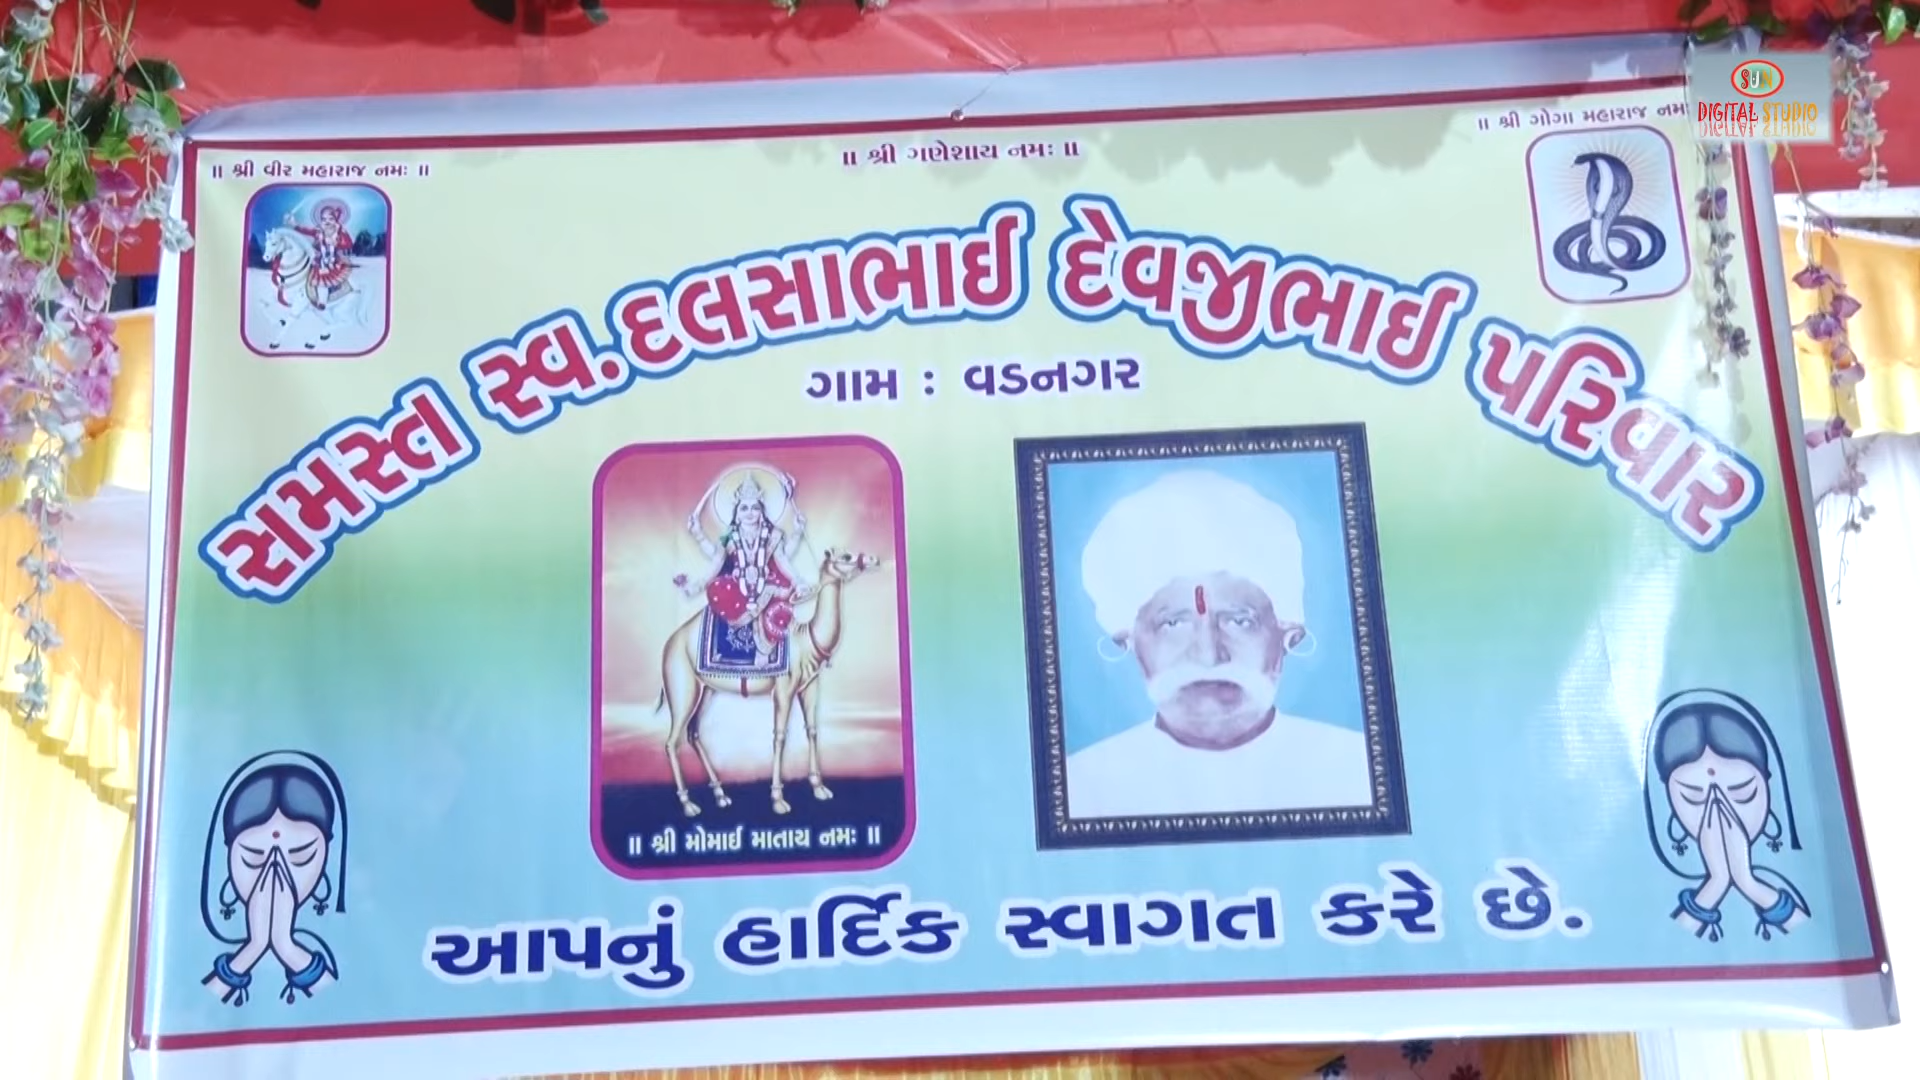 ॥ શ્રી ગણેશાય નમઃ ॥
॥ શ્રી વીર મહારાજ નમઃ ॥
॥ શ્રી ગોગા મહારાજ નમઃ
SUN
DIGITAL STUDIO
સમસ્ત સ્વ. દલસાભાઈ દેવજીભાઈ પરિવાર
ગામ : વડનગર
॥ શ્રી મોમાઈ માતાય નમઃ ॥
આપનું હાર્દિક સ્વાગત કરે છે.